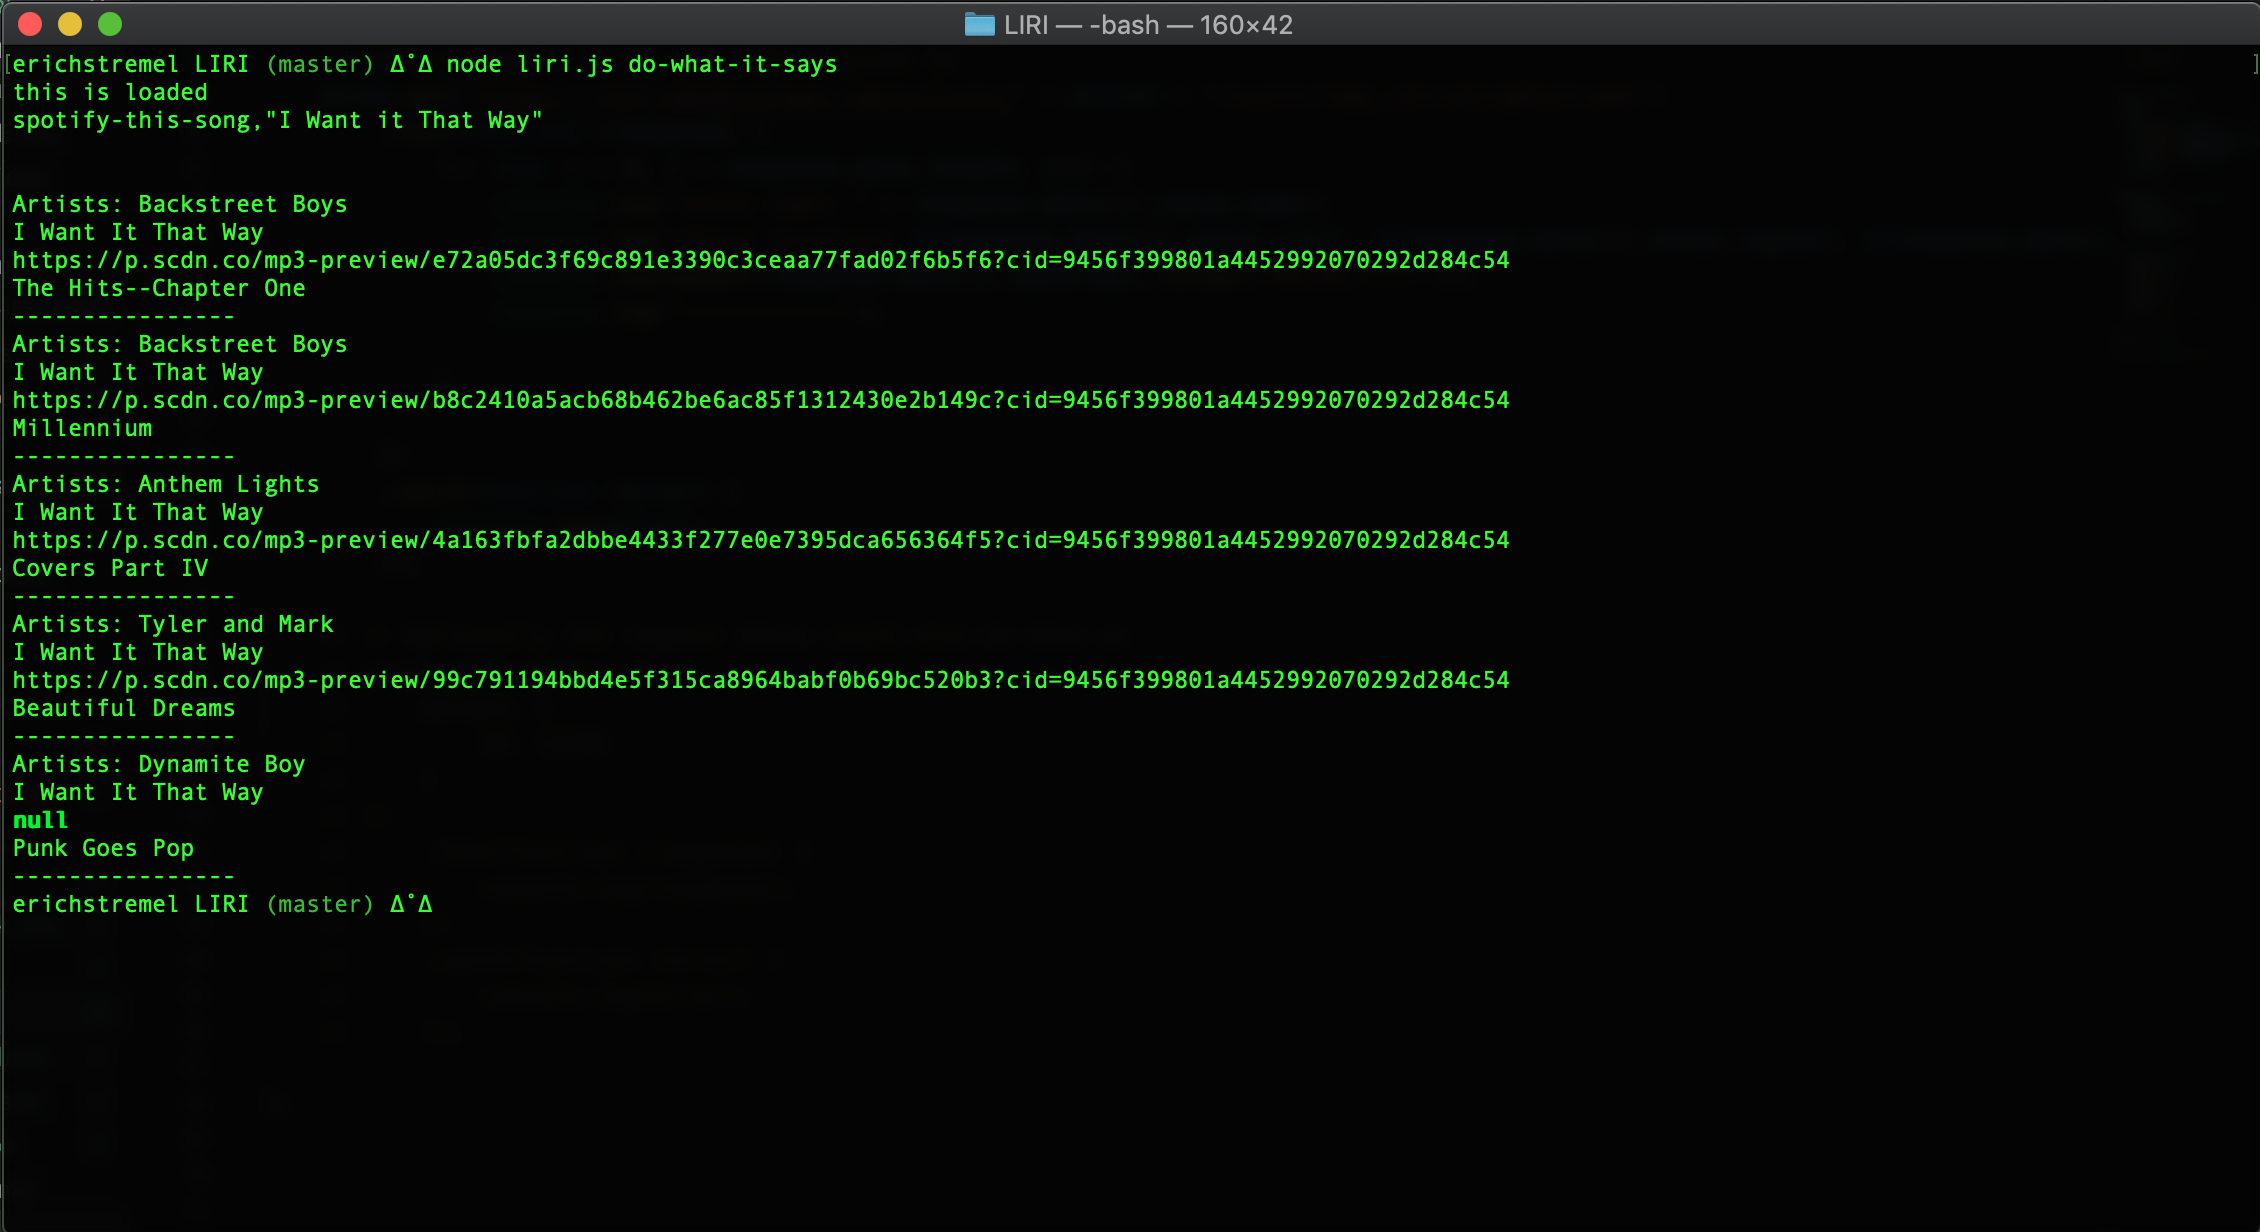 LIRI — -bash — 160×42
[erichstremel LIRI (master) Δ˚Δ node liri.js do-what-it-says ]
this is loaded
spotify-this-song,"I Want it That Way"
Artists: Backstreet Boys
I Want It That Way
https://p.scdn.co/mp3-preview/e72a05dc3f69c891e3390c3ceaa77fad02f6b5f6?cid=9456f399801a4452992070292d284c54
The Hits--Chapter One
----------------
Artists: Backstreet Boys
I Want It That Way
https://p.scdn.co/mp3-preview/b8c2410a5acb68b462be6ac85f1312430e2b149c?cid=9456f399801a4452992070292d284c54
Millennium
----------------
Artists: Anthem Lights
I Want It That Way
https://p.scdn.co/mp3-preview/4a163fbfa2dbbe4433f277e0e7395dca656364f5?cid=9456f399801a4452992070292d284c54
Covers Part IV
----------------
Artists: Tyler and Mark
I Want It That Way
https://p.scdn.co/mp3-preview/99c791194bbd4e5f315ca8964babf0b69bc520b3?cid=9456f399801a4452992070292d284c54
Beautiful Dreams
----------------
Artists: Dynamite Boy
I Want It That Way
null
Punk Goes Pop
----------------
erichstremel LIRI (master) Δ˚Δ